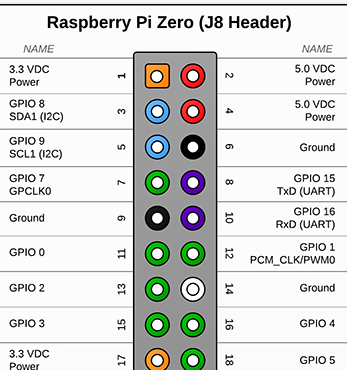 Raspberry Pi Zero (J8 Header)
NAME NAME
3.3 VDC
Power
1 2
5.0 VDC
Power
GPIO 8
SDA1 (I2C)
3 4
5.0 VDC
Power
GPIO 9
SCL1 (I2C)
5 6
Ground
GPIO 7
GPCLK0
7 8
GPIO 15
TxD (UART)
Ground
9 10
GPIO 16
RxD (UART)
GPIO 0
11 12
GPIO 1
PCM_CLK/PWM0
GPIO 2
13 14
Ground
GPIO 3
15 16
GPIO 4
3.3 VDC
Power
17 18
GPIO 5